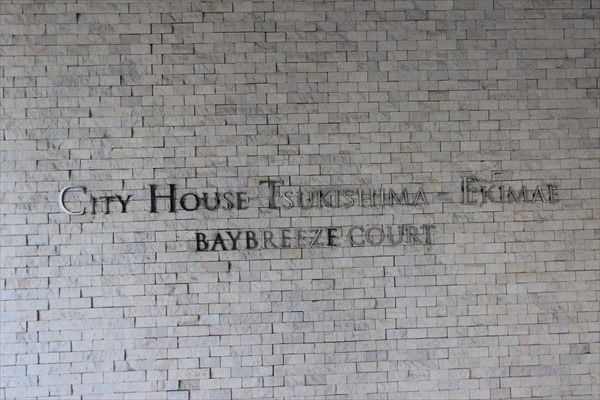 City House Tsukishima-Ekimae
BAYBREEZE COURT